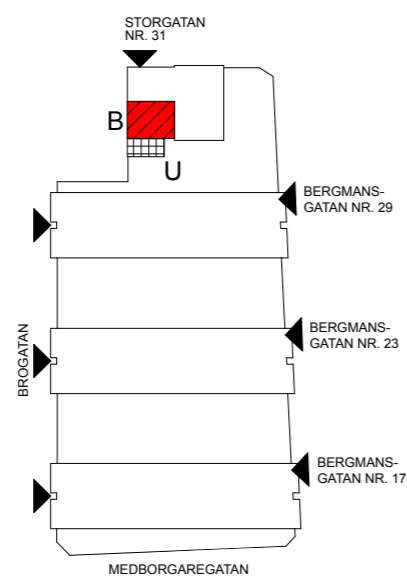 STORGATAN
NR. 31
B
U
BERGMANS-
GATAN NR. 29
BROGATAN
BERGMANS-
GATAN NR. 23
BERGMANS-
GATAN NR. 17
MEDBORGAREGATAN